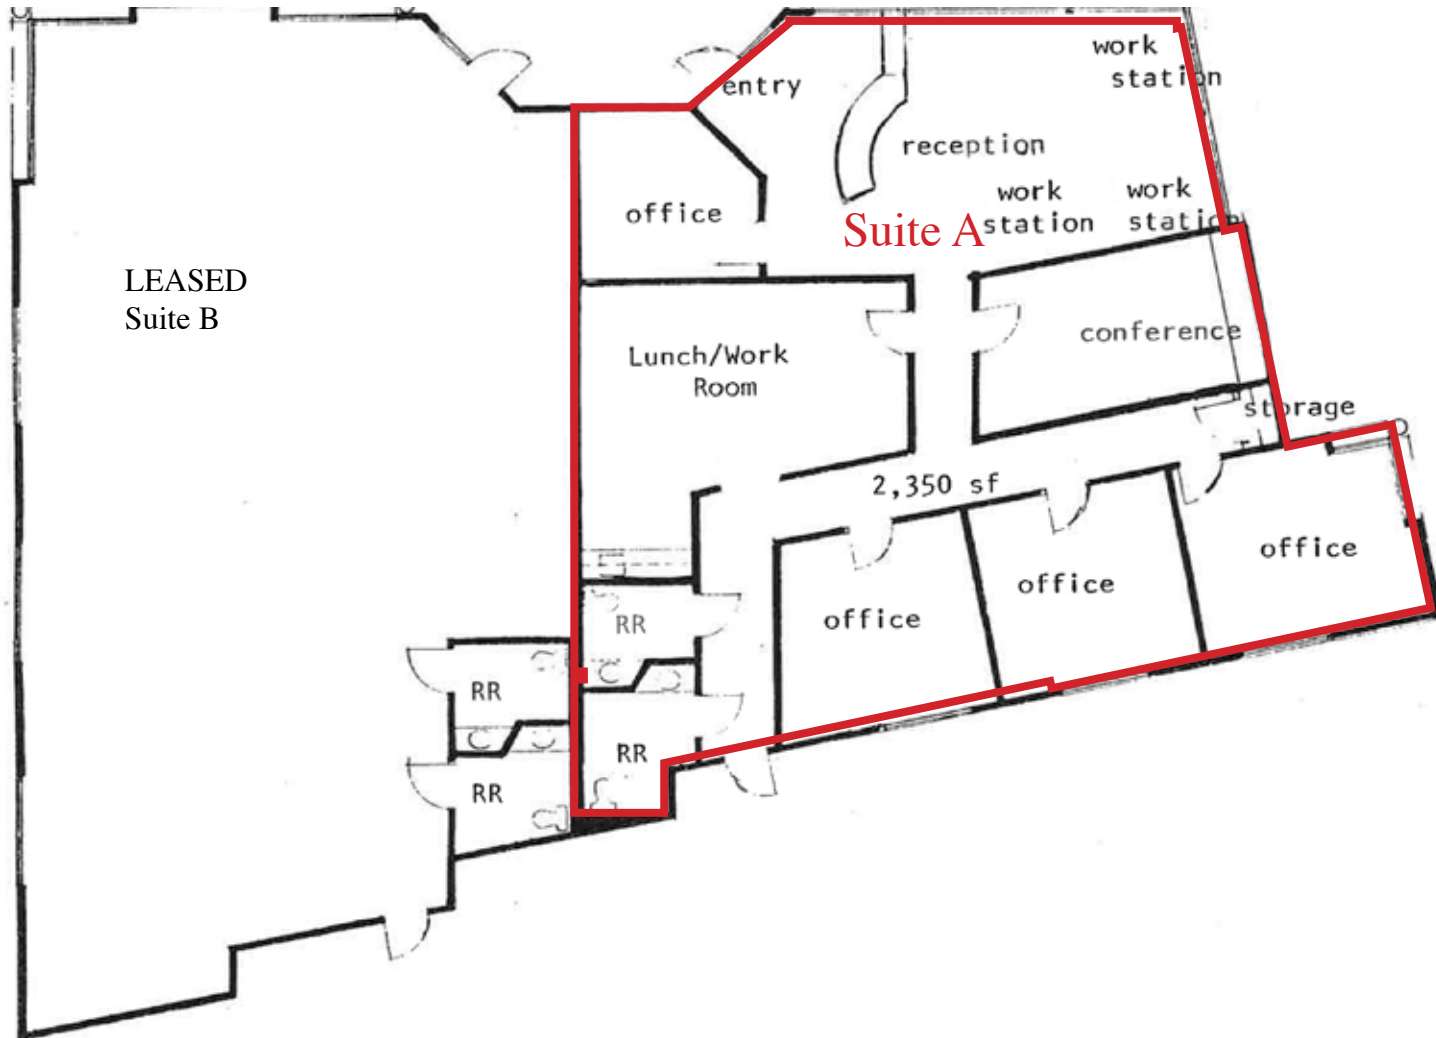 work
station
entry
reception
work
station
work
station
office
Suite A
LEASED
Suite B
conference
Lunch/Work
Room
storage
2,350 sf
office
office
office
RR
RR
RR
RR